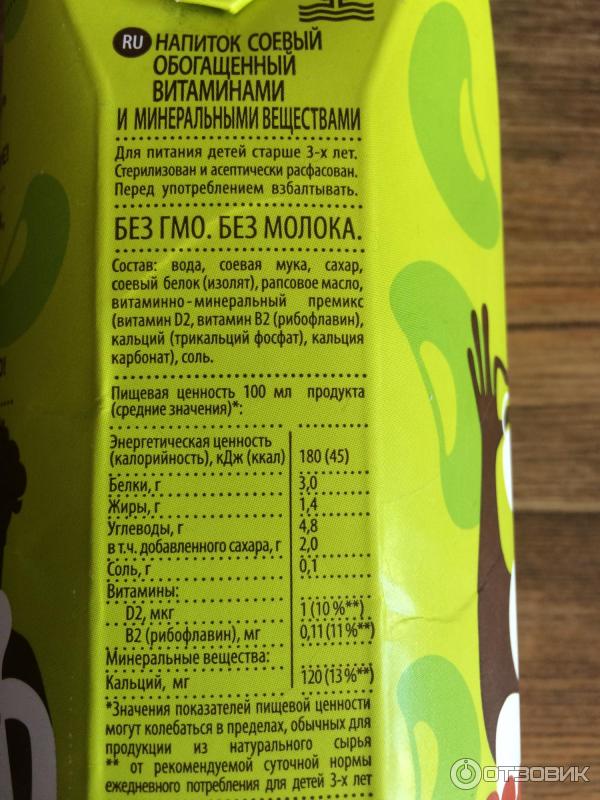 RU НАПИТОК СОЕВЫЙ
ОБОГАЩЕННЫЙ
ВИТАМИНАМИ
И МИНЕРАЛЬНЫМИ ВЕЩЕСТВАМИ
Для питания детей старше 3-х лет.
Стерилизован и асептически расфасован.
Перед употреблением взбалтывать.
БЕЗ ГМО. БЕЗ МОЛОКА.
Состав: вода, соевая мука, сахар,
соевый белок (изолят), рапсовое масло,
витаминно-минеральный премикс
(витамин D2, витамин В2 (рибофлавин),
кальций (трикальций фосфат), кальция
карбонат), соль.
Пищевая ценность 100 мл продукта
(средние значения)*:
Энергетическая ценность
(калорийность), кДж (ккал) 180 (45)
Белки, г 3,0
Жиры, г 1,4
Углеводы, г 4,8
в т.ч. добавленного сахара, г 2,0
Соль, г 0,1
Витамины:
D2, мкг 1 (10 %**)
В2 (рибофлавин), мг 0,11 (11 %**)
Минеральные вещества:
Кальций, мг 120 (13 %**)
*Значения показателей пищевой ценности
могут колебаться в пределах, обычных для
продукции из натурального сырья
** от рекомендуемой суточной нормы
ежедневного потребления для детей 3-х лет
ОТЗОВИК